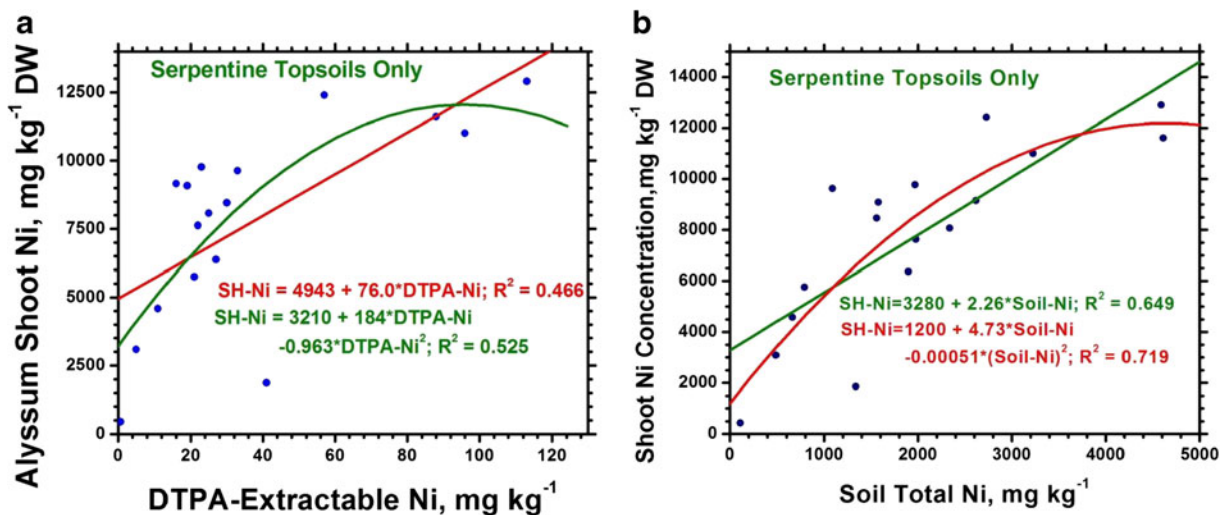 a
Serpentine Topsoils Only
Alyssum Shoot Ni, mg kg⁻¹ DW
12500
10000
7500
5000
2500
0
SH-Ni = 4943 + 76.0*DTPA-Ni; R² = 0.466
SH-Ni = 3210 + 184*DTPA-Ni
-0.963*DTPA-Ni²; R² = 0.525
0 20 40 60 80 100 120
DTPA-Extractable Ni, mg kg⁻¹
b
Serpentine Topsoils Only
Shoot Ni Concentration,mg kg⁻¹ DW
14000
12000
10000
8000
6000
4000
2000
0
SH-Ni=3280 + 2.26*Soil-Ni; R² = 0.649
SH-Ni=1200 + 4.73*Soil-Ni
-0.00051*(Soil-Ni)²; R² = 0.719
0 1000 2000 3000 4000 5000
Soil Total Ni, mg kg⁻¹